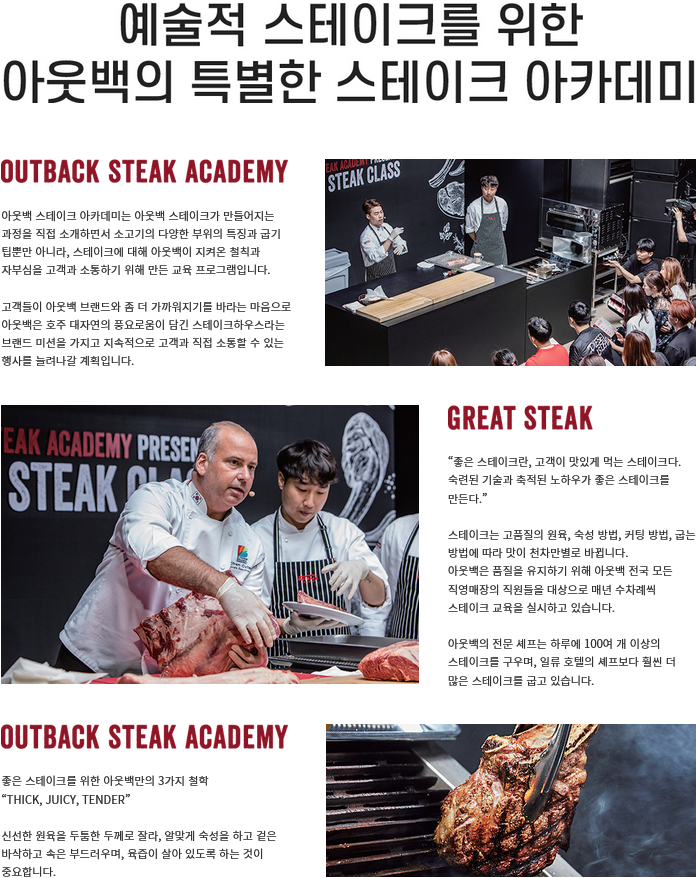 예술적 스테이크를 위한
아웃백의 특별한 스테이크 아카데미
OUTBACK STEAK ACADEMY
아웃백 스테이크 아카데미는 아웃백 스테이크가 만들어지는
과정을 직접 소개하면서 소고기의 다양한 부위의 특징과 굽기
팁뿐만 아니라, 스테이크에 대해 아웃백이 지켜온 철칙과
자부심을 고객과 소통하기 위해 만든 교육 프로그램입니다.
고객들이 아웃백 브랜드와 좀 더 가까워지기를 바라는 마음으로
아웃백은 호주 대자연의 풍요로움이 담긴 스테이크하우스라는
브랜드 미션을 가지고 지속적으로 고객과 직접 소통할 수 있는
행사를 늘려나갈 계획입니다.
STEAK CLASS
EAK ACADEMY PRESEN
STEAK CLASS
GREAT STEAK
“좋은 스테이크란, 고객이 맛있게 먹는 스테이크다.
숙련된 기술과 축적된 노하우가 좋은 스테이크를
만든다.”
스테이크는 고품질의 원육, 숙성 방법, 커팅 방법, 굽는
방법에 따라 맛이 천차만별로 바뀝니다.
아웃백은 품질을 유지하기 위해 아웃백 전국 모든
직영매장의 직원들을 대상으로 매년 수차례씩
스테이크 교육을 실시하고 있습니다.
아웃백의 전문 셰프는 하루에 100여 개 이상의
스테이크를 구우며, 일류 호텔의 셰프보다 훨씬 더
많은 스테이크를 굽고 있습니다.
OUTBACK STEAK ACADEMY
좋은 스테이크를 위한 아웃백만의 3가지 철학
“THICK, JUICY, TENDER”
신선한 원육을 두툼한 두께로 잘라, 알맞게 숙성을 하고 겉은
바삭하고 속은 부드러우며, 육즙이 살아 있도록 하는 것이
중요합니다.